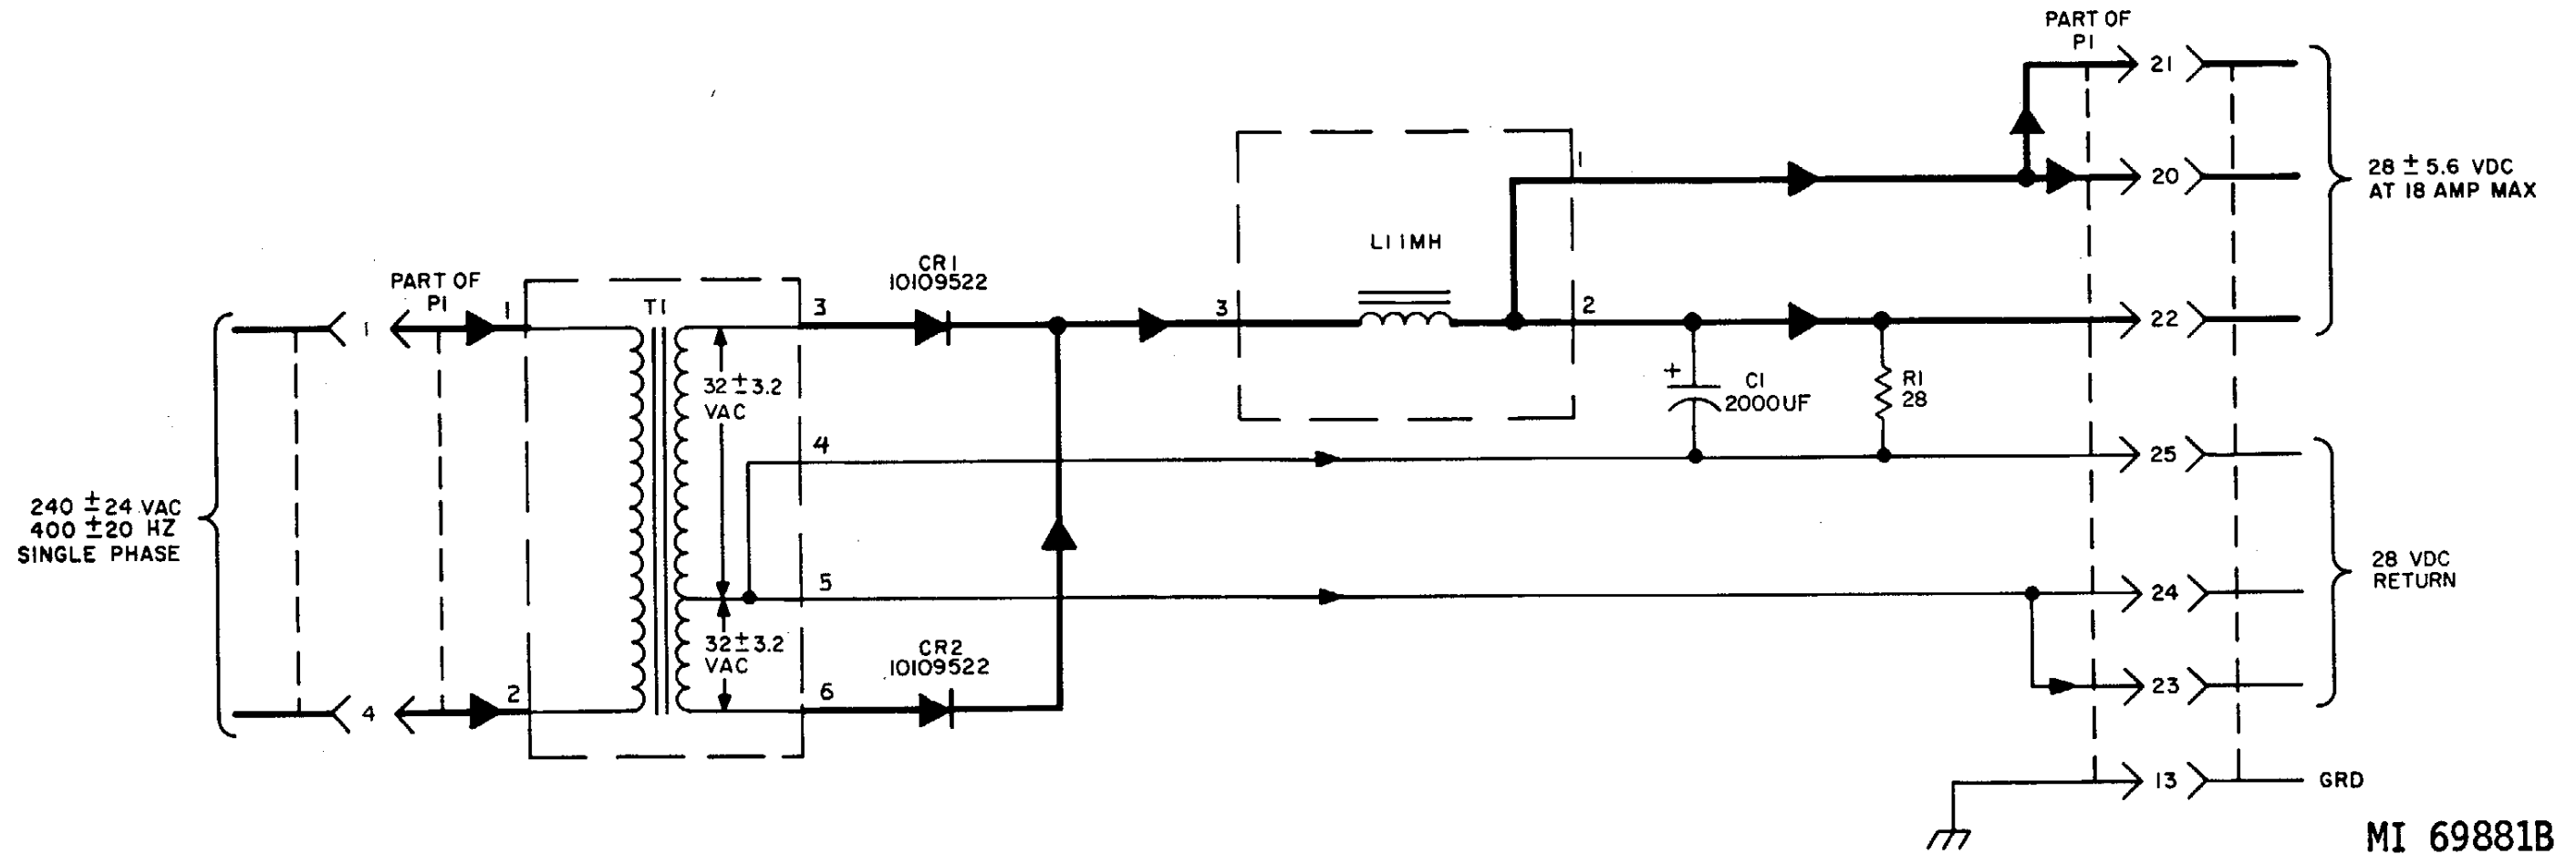 PART OF
P1
21
20
22
28 ± 5.6 VDC
AT 18 AMP MAX
1
L1 1MH
3
2
CR1
10109522
PART OF
P1
1
1
T1
3
32 ± 3.2
VAC
4
+
C1
2000UF
R1
28
25
240 ± 24 VAC
400 ± 20 HZ
SINGLE PHASE
5
24
28 VDC
RETURN
32 ± 3.2
VAC
CR2
10109522
4
2
6
23
13
GRD
MI 69881B